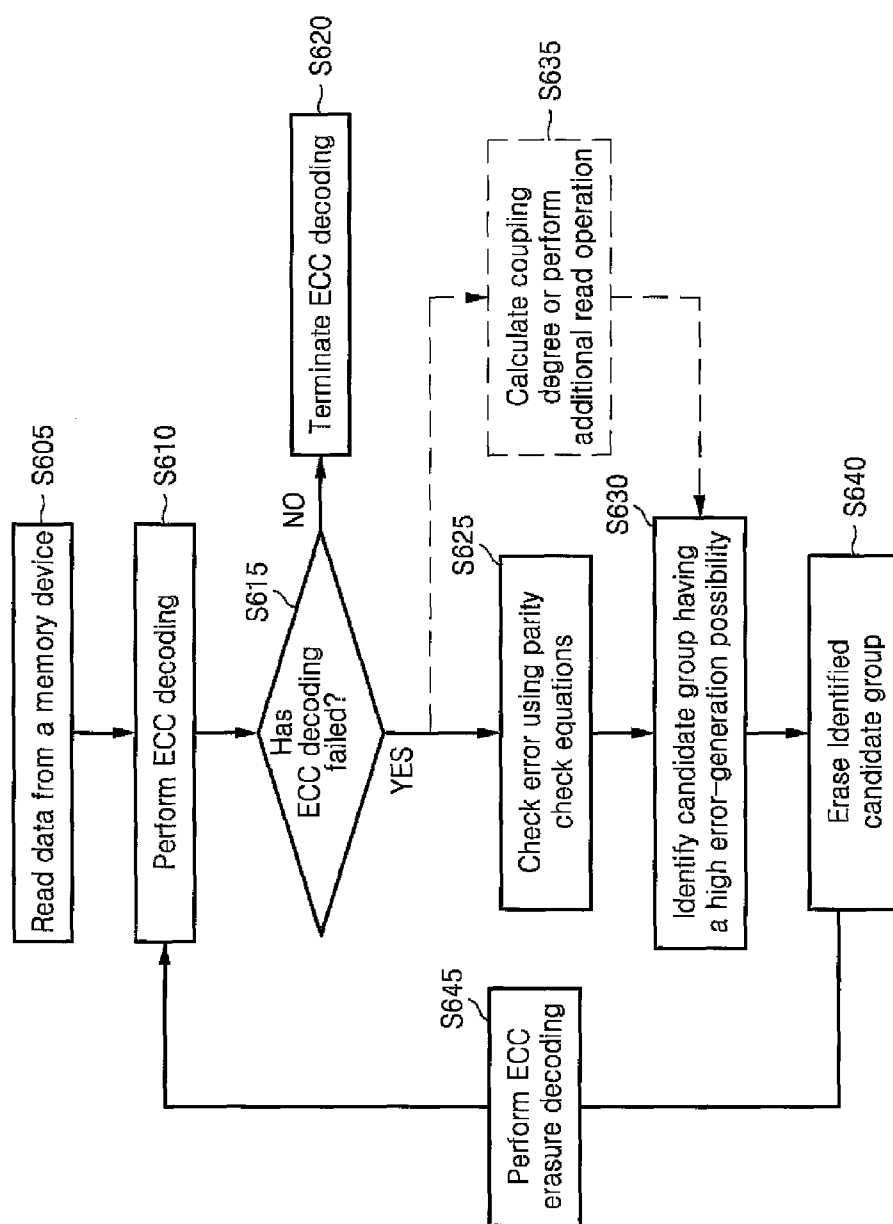 S605
Read data from a memory device
S610
Perform ECC decoding
S615
Has
ECC decoding
failed?
NO
S620
Terminate ECC decoding
YES
S625
Check error using parity
check equations
S635
Calculate coupling
degree or perform
additional read operation
S630
Identify candidate group having
a high error-generation possibility
S640
Erase Identified
candidate group
S645
Perform ECC
erasure decoding